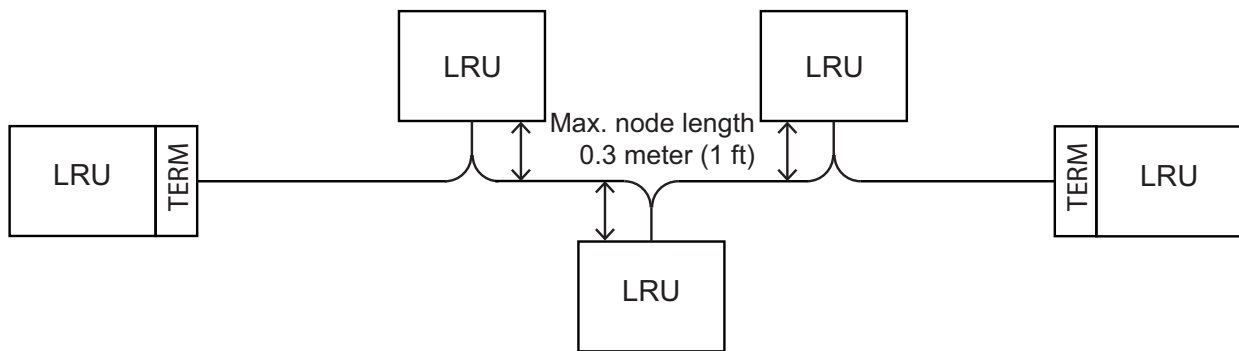 LRU
LRU
Max. node length
0.3 meter (1 ft)
LRU
TERM
TERM
LRU
LRU